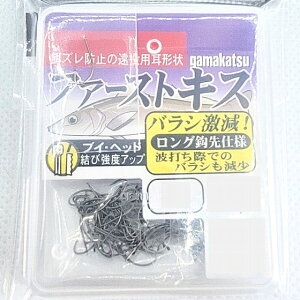 ズレ防止の速投用耳形状
gamakatsu
ファーストキス
バラシ激減!
ロング鈎先仕様
波打ち際での
バラシも減少
ブイ・ヘッド
結び強度アップ